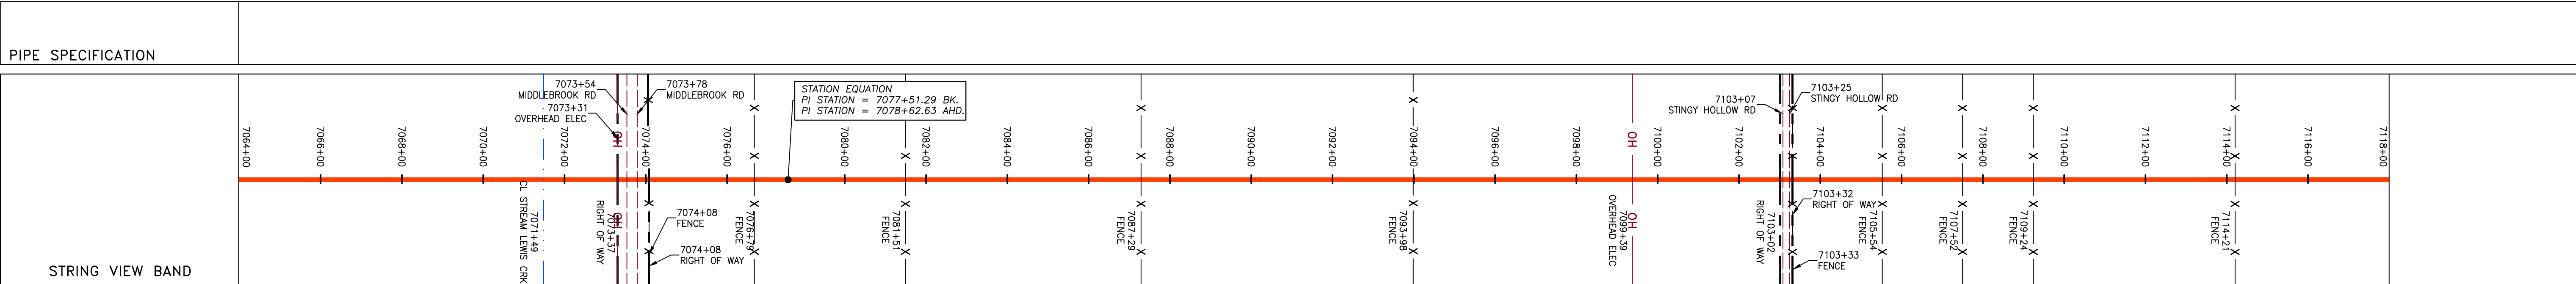 PIPE SPECIFICATION
STRING VIEW BAND
7064+00
7066+00
7068+00
7070+00
CL STREAM LEWIS CRK
7071+49
7072+00
7073+54
MIDDLEBROOK RD
7073+31
OVERHEAD ELEC
OH
OH
RIGHT OF WAY
7073+37
7073+78
MIDDLEBROOK RD
7074+00
7074+08
FENCE
7074+08
RIGHT OF WAY
7076+00
7076+79
FENCE
STATION EQUATION
PI STATION = 7077+51.29 BK.
PI STATION = 7078+62.63 AHD.
7080+00
7081+51
FENCE
7082+00
7084+00
7086+00
7087+29
FENCE
7088+00
7090+00
7092+00
7093+98
FENCE
7094+00
7096+00
7098+00
7099+39
OVERHEAD ELEC
OH
OH
7100+00
7102+00
7103+07
STINGY HOLLOW RD
7103+02
RIGHT OF WAY
7103+25
STINGY HOLLOW RD
7104+00
7103+32
RIGHT OF WAY
7103+33
FENCE
7105+54
FENCE
7106+00
7107+52
FENCE
7108+00
7109+24
FENCE
7110+00
7112+00
7114+00
7114+21
FENCE
7116+00
7118+00